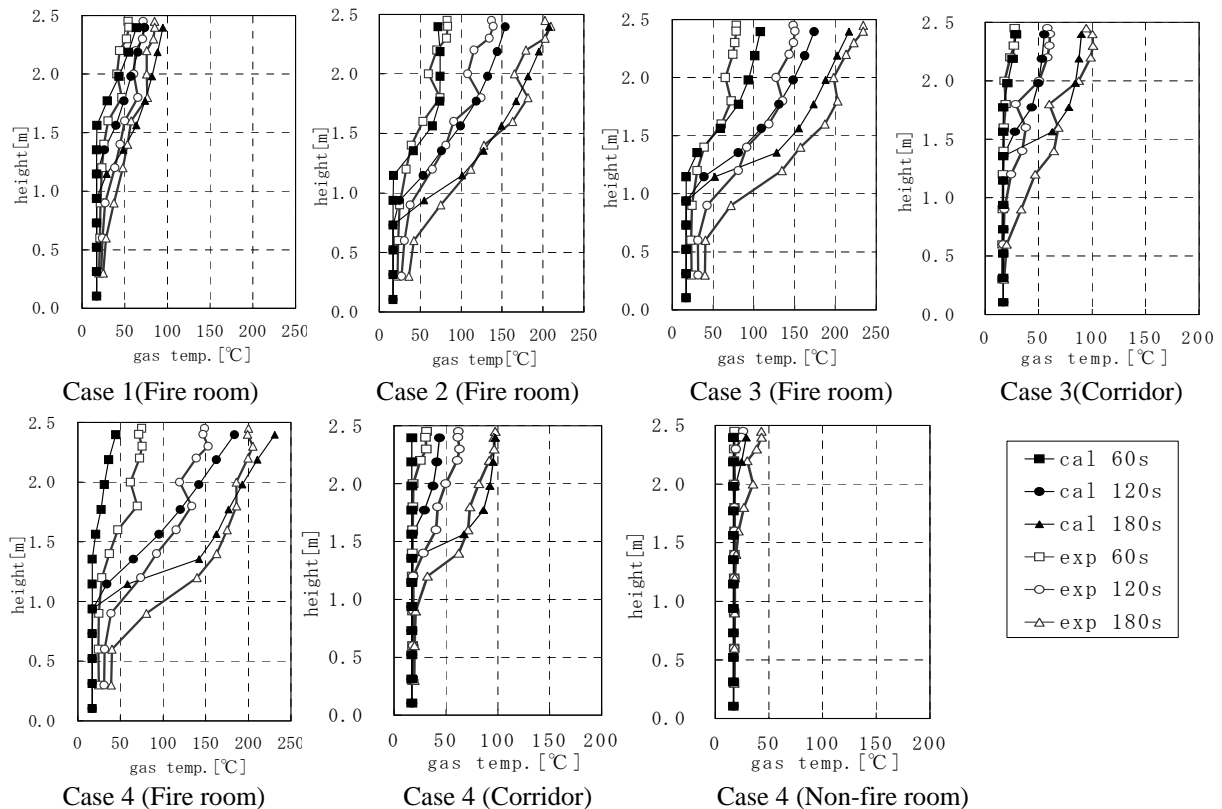 2.5
2.0
1.5
1.0
0.5
0.0
height[m]
0 50 100 150 200 250
gas temp.[℃]
Case 1(Fire room)
2.5
2.0
1.5
1.0
0.5
0.0
height[m]
0 50 100 150 200 250
gas temp[℃]
Case 2 (Fire room)
2.5
2.0
1.5
1.0
0.5
0.0
height[m]
0 50 100 150 200 250
gas temp.[℃]
Case 3 (Fire room)
2.5
2.0
1.5
1.0
0.5
0.0
height[m]
0 50 100 150 200
gas temp.[℃]
Case 3(Corridor)
2.5
2.0
1.5
1.0
0.5
0.0
height[m]
0 50 100 150 200 250
gas temp.[℃]
Case 4 (Fire room)
2.5
2.0
1.5
1.0
0.5
0.0
height[m]
0 50 100 150 200
gas temp.[℃]
Case 4 (Corridor)
2.5
2.0
1.5
1.0
0.5
0.0
height[m]
0 50 100 150 200
gas temp.[℃]
Case 4 (Non-fire room)
cal 60s
cal 120s
cal 180s
exp 60s
exp 120s
exp 180s